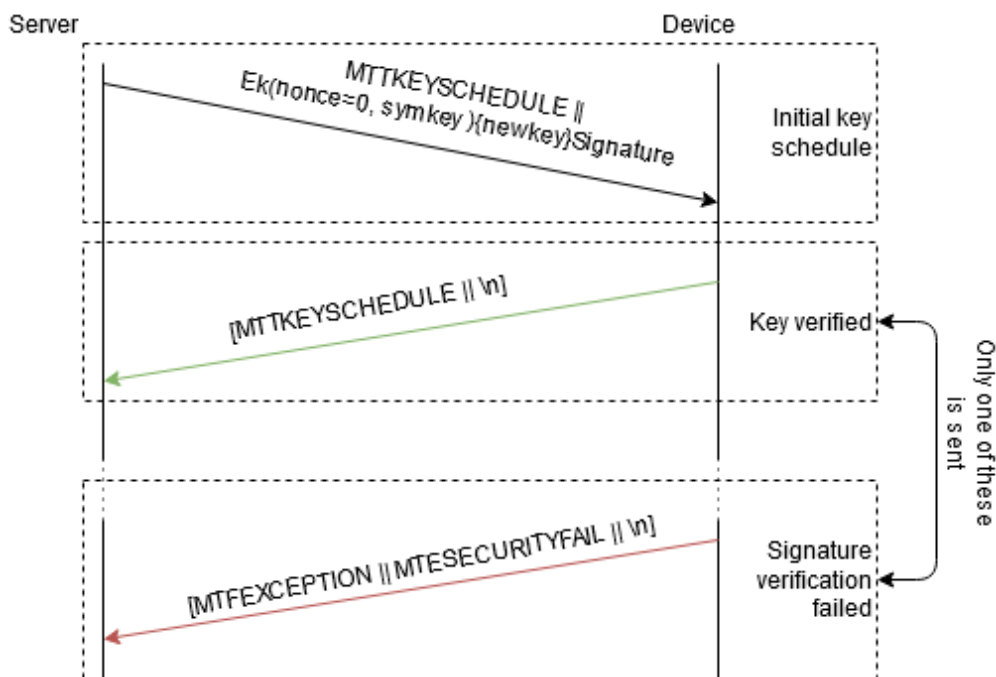 Server
Device
MTTKEYSCHEDULE ||
Ek(nonce=0, symkey ){newkey}Signature
Initial key
schedule
[MTTKEYSCHEDULE || \n]
Key verified
Only one of these
is sent
[MTFEXCEPTION || MTESECURITYFAIL || \n]
Signature
verification
failed